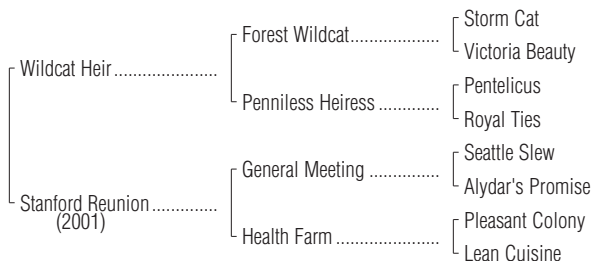 Storm Cat
Forest Wildcat....................
Victoria Beauty
Wildcat Heir.......................
Pentelicus
Penniless Heiress .............
Royal Ties
Seattle Slew
General Meeting ...............
Alydar's Promise
Stanford Reunion..............
(2001)
Pleasant Colony
Health Farm .......................
Lean Cuisine